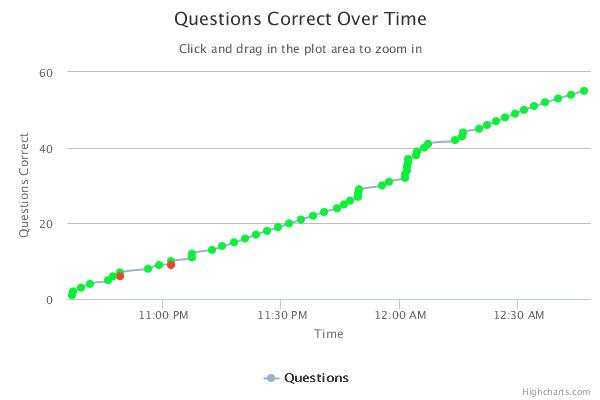 Questions Correct Over Time
Click and drag in the plot area to zoom in
60
40
20
0
Questions Correct
11:00 PM 11:30 PM 12:00 AM 12:30 AM
Time
Questions
Highcharts.com